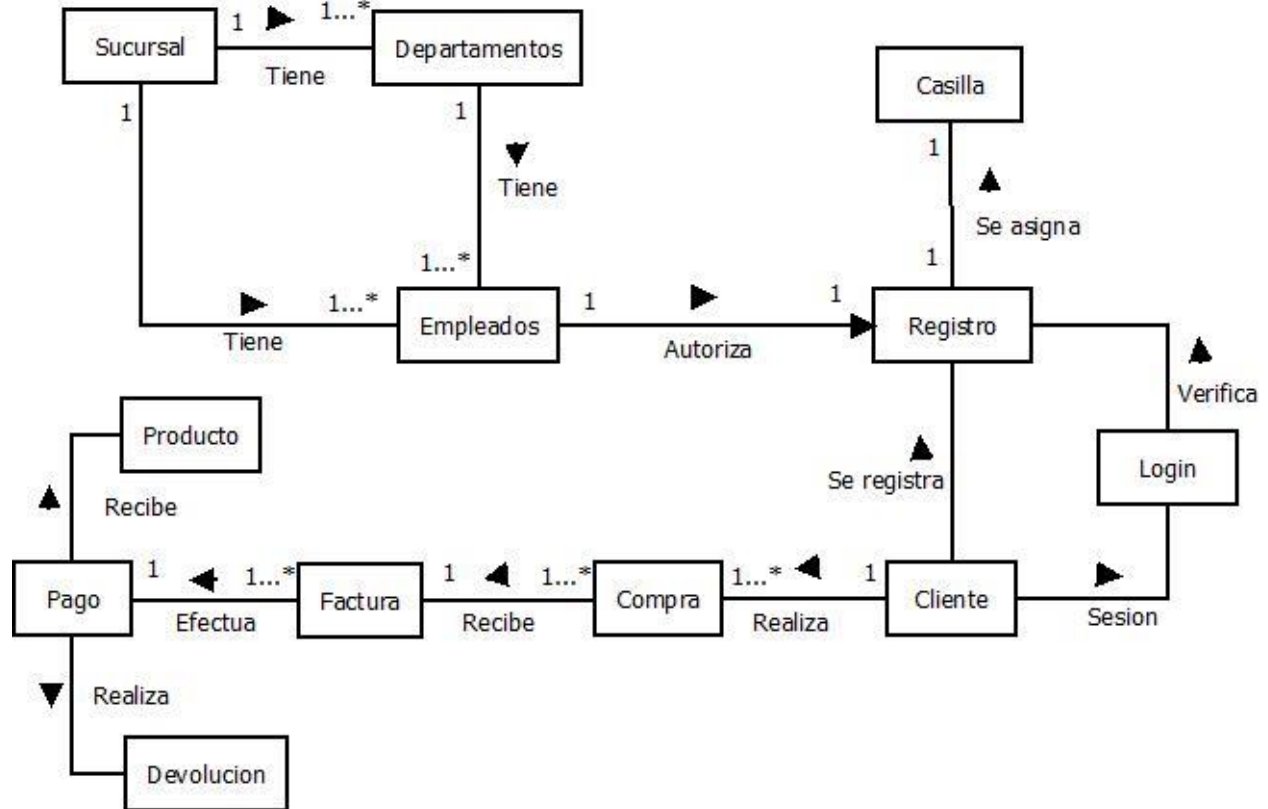 Sucursal
1
1...*
Tiene
Departamentos
Casilla
1
1
1
Tiene
Se asigna
1...*
1
1...*
Tiene
Empleados
1
Autoriza
1
Registro
Verifica
Producto
Recibe
Se registra
Login
Pago
1
Efectua
1...*
Factura
1
Recibe
1...*
Compra
1...*
Realiza
1
Cliente
Sesion
Realiza
Devolucion